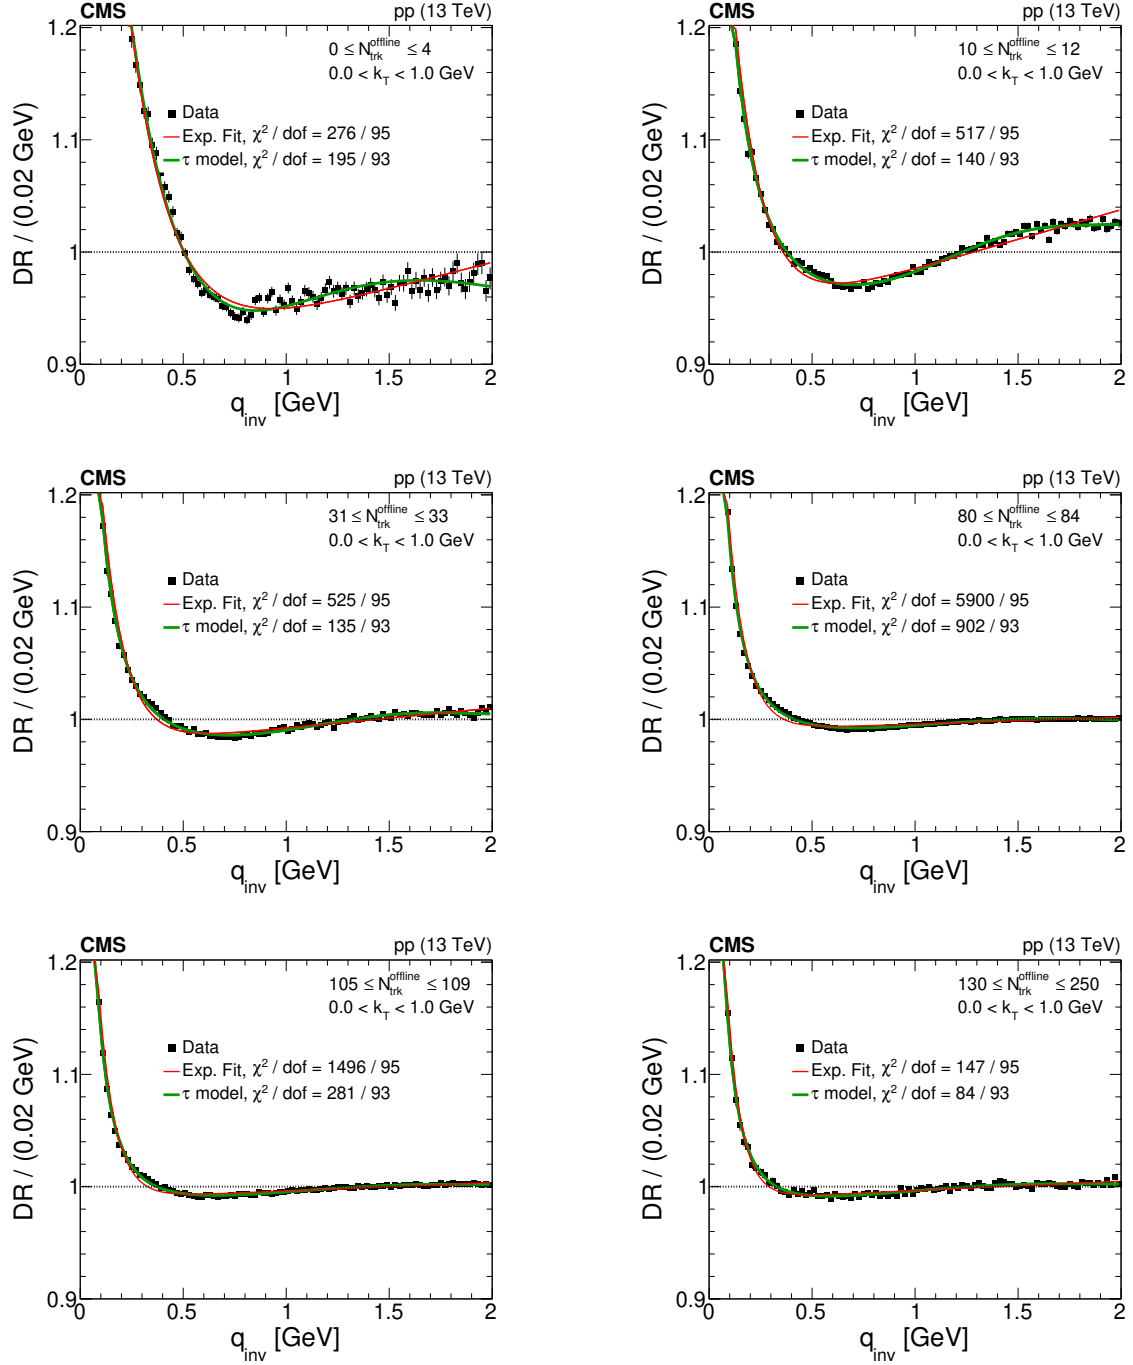 CMS pp (13 TeV)
1.2
0 ≤ N_trk^offline ≤ 4
0.0 < k_T < 1.0 GeV
Data
1.1
Exp. Fit, χ² / dof = 276 / 95
τ model, χ² / dof = 195 / 93
1
0.9
0 0.5 1 1.5 2
DR / (0.02 GeV)
q_inv [GeV]
CMS pp (13 TeV)
1.2
10 ≤ N_trk^offline ≤ 12
0.0 < k_T < 1.0 GeV
Data
1.1
Exp. Fit, χ² / dof = 517 / 95
τ model, χ² / dof = 140 / 93
1
0.9
0 0.5 1 1.5 2
DR / (0.02 GeV)
q_inv [GeV]
CMS pp (13 TeV)
1.2
31 ≤ N_trk^offline ≤ 33
0.0 < k_T < 1.0 GeV
Data
1.1
Exp. Fit, χ² / dof = 525 / 95
τ model, χ² / dof = 135 / 93
1
0.9
0 0.5 1 1.5 2
DR / (0.02 GeV)
q_inv [GeV]
CMS pp (13 TeV)
1.2
80 ≤ N_trk^offline ≤ 84
0.0 < k_T < 1.0 GeV
Data
1.1
Exp. Fit, χ² / dof = 5900 / 95
τ model, χ² / dof = 902 / 93
1
0.9
0 0.5 1 1.5 2
DR / (0.02 GeV)
q_inv [GeV]
CMS pp (13 TeV)
1.2
105 ≤ N_trk^offline ≤ 109
0.0 < k_T < 1.0 GeV
Data
1.1
Exp. Fit, χ² / dof = 1496 / 95
τ model, χ² / dof = 281 / 93
1
0.9
0 0.5 1 1.5 2
DR / (0.02 GeV)
q_inv [GeV]
CMS pp (13 TeV)
1.2
130 ≤ N_trk^offline ≤ 250
0.0 < k_T < 1.0 GeV
Data
1.1
Exp. Fit, χ² / dof = 147 / 95
τ model, χ² / dof = 84 / 93
1
0.9
0 0.5 1 1.5 2
DR / (0.02 GeV)
q_inv [GeV]